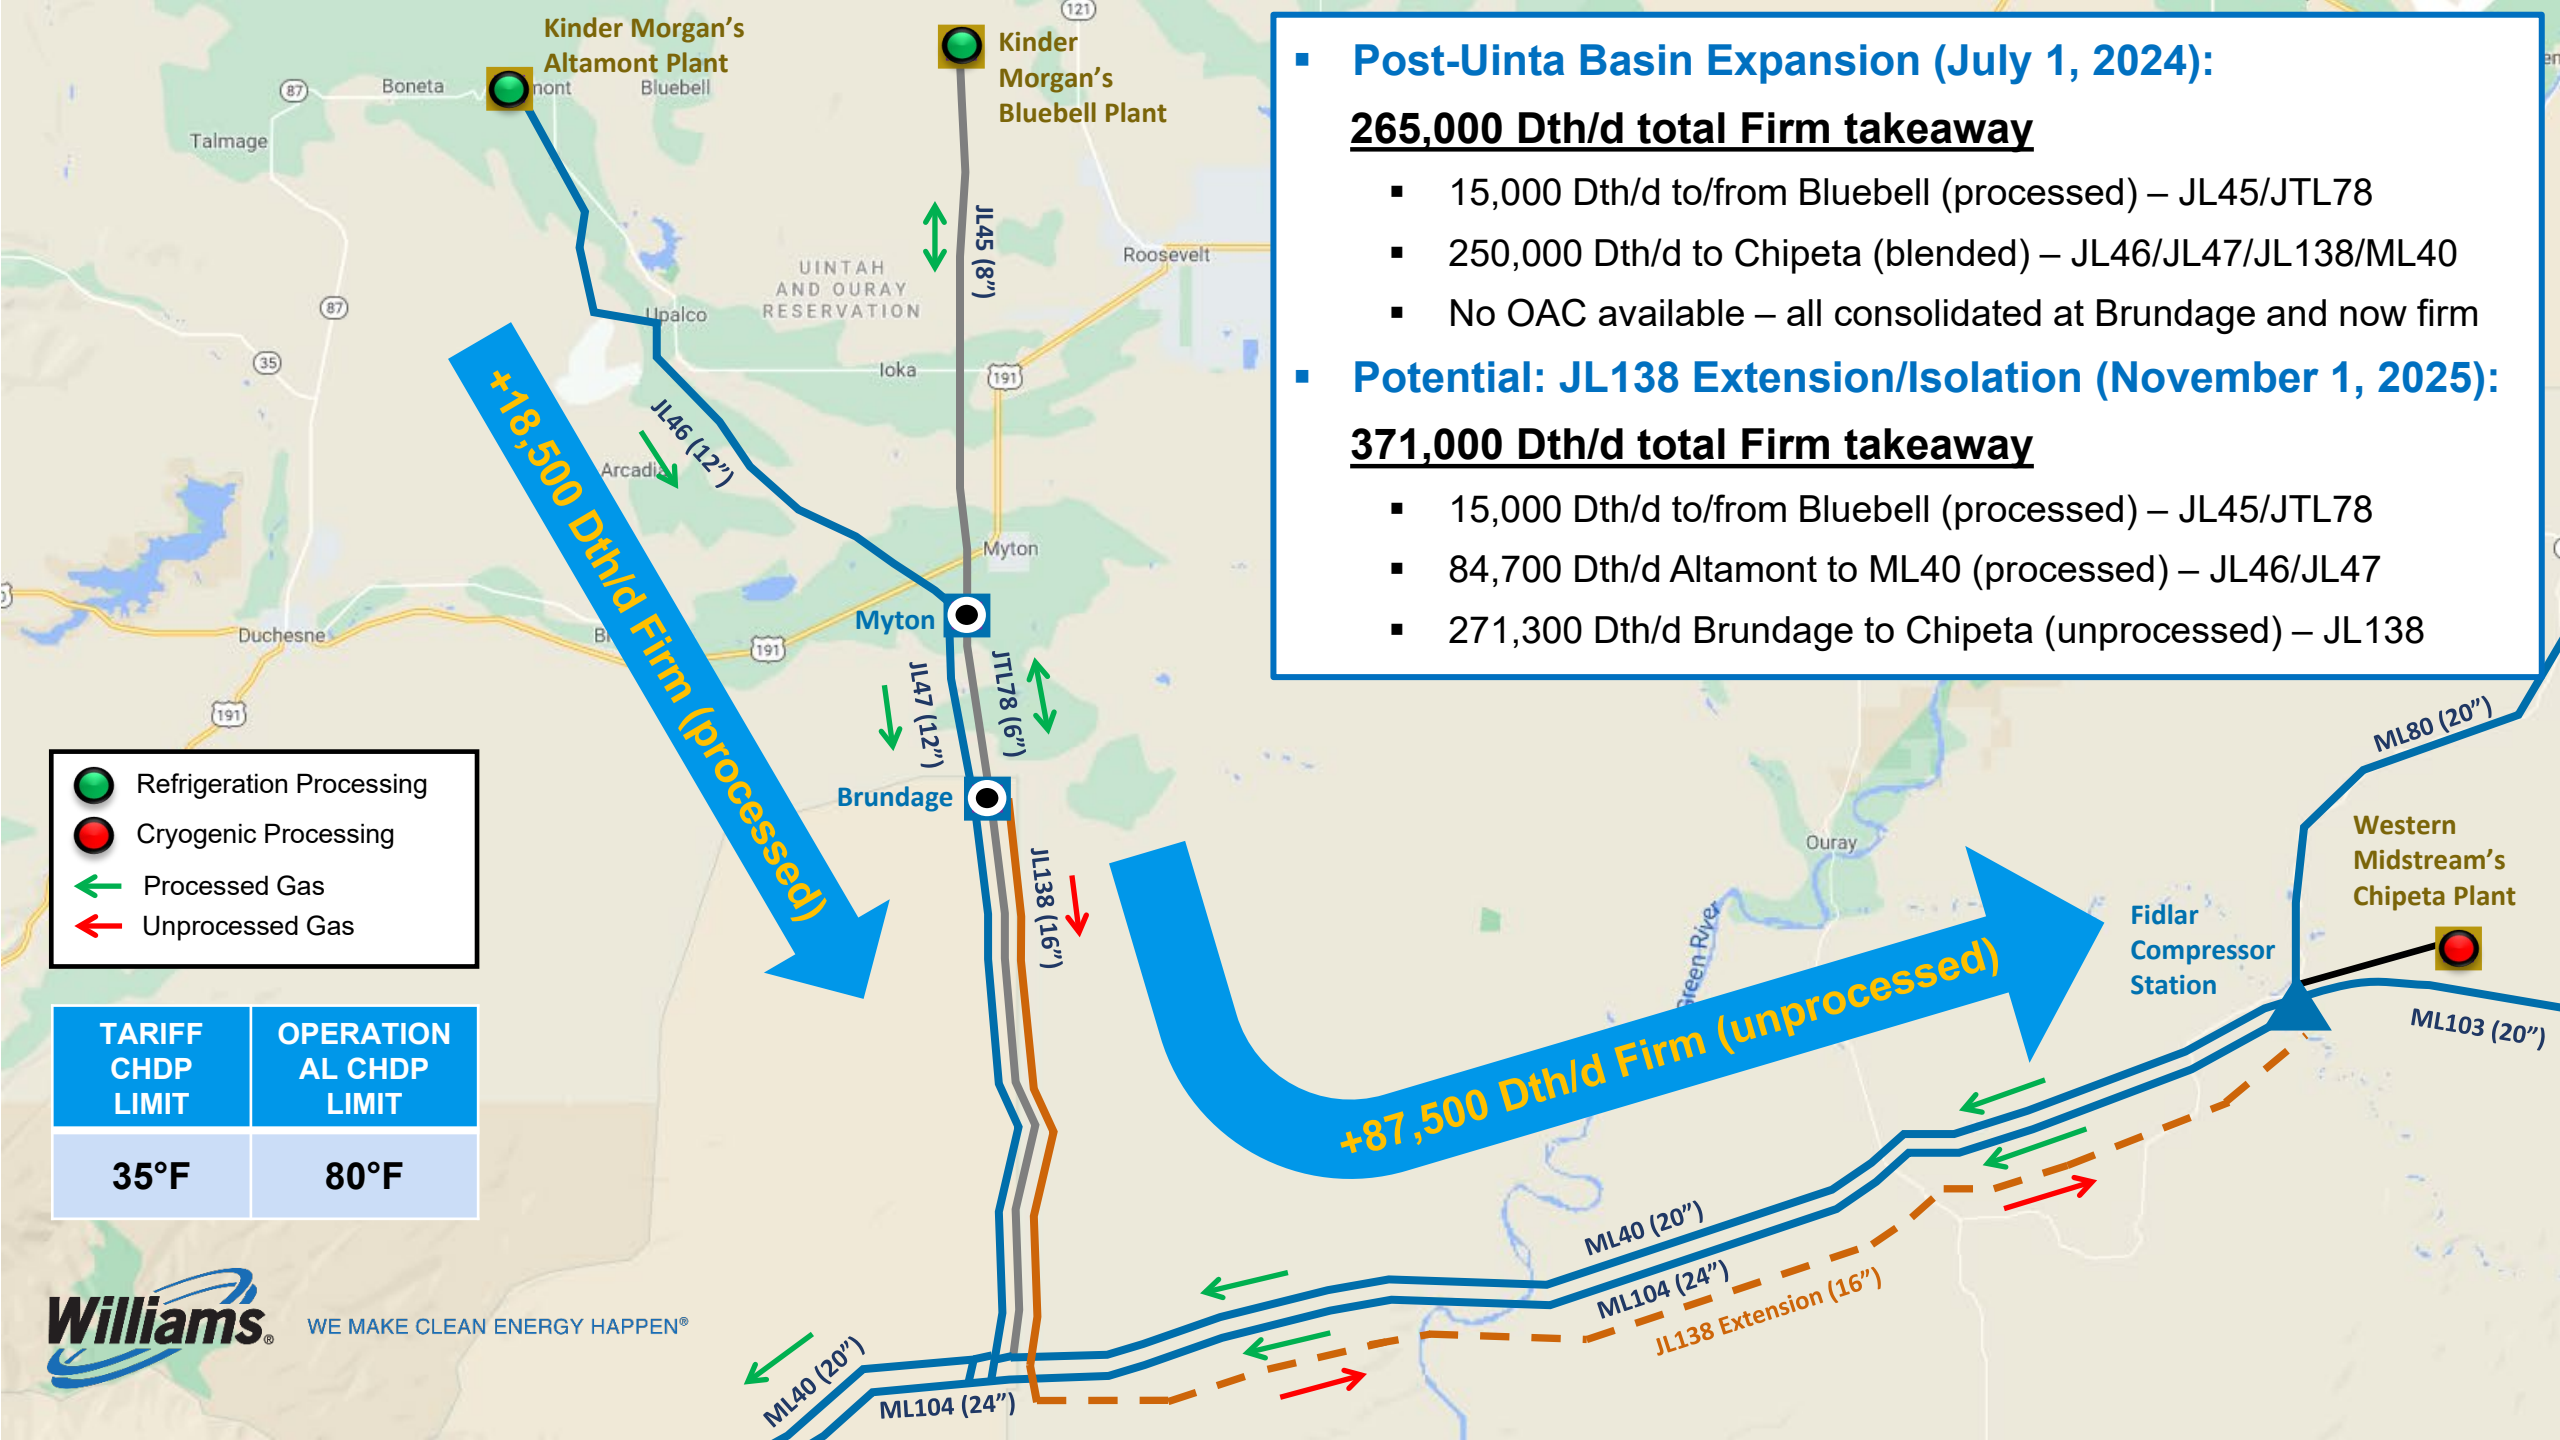 Kinder Morgan’s
Altamont Plant
Kinder
Morgan’s
Bluebell Plant
121
87
Boneta
mont
Bluebell
Talmage
▪ Post-Uinta Basin Expansion (July 1, 2024):
265,000 Dth/d total Firm takeaway
▪ 15,000 Dth/d to/from Bluebell (processed) – JL45/JTL78
▪ 250,000 Dth/d to Chipeta (blended) – JL46/JL47/JL138/ML40
▪ No OAC available – all consolidated at Brundage and now firm
▪ Potential: JL138 Extension/Isolation (November 1, 2025):
371,000 Dth/d total Firm takeaway
▪ 15,000 Dth/d to/from Bluebell (processed) – JL45/JTL78
▪ 84,700 Dth/d Altamont to ML40 (processed) – JL46/JL47
▪ 271,300 Dth/d Brundage to Chipeta (unprocessed) – JL138
JL45 (8”)
Roosevelt
UINTAH
AND OURAY
RESERVATION
87
Upalco
35
Ioka
191
JL46 (12”)
Arcadia
+18,500 Dth/d Firm (processed)
Myton
Myton
Duchesne
191
191
JL47 (12”)
JTL78 (6”)
Brundage
JL138 (16”)
Refrigeration Processing
Cryogenic Processing
Processed Gas
Unprocessed Gas
TARIFF
CHDP
LIMIT
OPERATION
AL CHDP
LIMIT
35°F
80°F
ML80 (20”)
Ouray
Western
Midstream’s
Chipeta Plant
Fidlar
Compressor
Station
Green River
ML103 (20”)
+87,500 Dth/d Firm (unprocessed)
ML40 (20”)
ML104 (24”)
JL138 Extension (16”)
ML40 (20”)
ML104 (24”)
Williams®
WE MAKE CLEAN ENERGY HAPPEN®